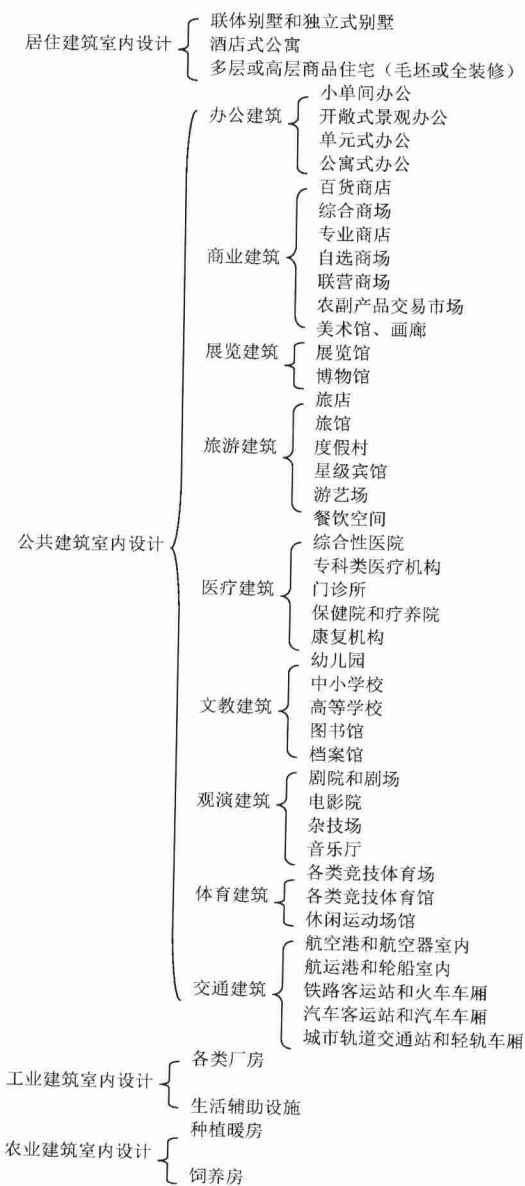 居住建筑室内设计
联体别墅和独立式别墅
酒店式公寓
多层或高层商品住宅（毛坯或全装修）
公共建筑室内设计
办公建筑
小单间办公
开敞式景观办公
单元式办公
公寓式办公
商业建筑
百货商店
综合商场
专业商店
自选商场
联营商场
农副产品交易市场
展览建筑
美术馆、画廊
展览馆
博物馆
旅游建筑
旅店
旅馆
度假村
星级宾馆
游艺场
餐饮空间
医疗建筑
综合性医院
专科类医疗机构
门诊所
保健院和疗养院
康复机构
文教建筑
幼儿园
中小学校
高等学校
图书馆
档案馆
观演建筑
剧院和剧场
电影院
杂技场
音乐厅
体育建筑
各类竞技体育场
各类竞技体育馆
休闲运动场馆
交通建筑
航空港和航空器室内
航运港和轮船室内
铁路客运站和火车车厢
汽车客运站和汽车车厢
城市轨道交通站和轻轨车厢
工业建筑室内设计
各类厂房
生活辅助设施
农业建筑室内设计
种植暖房
饲养房